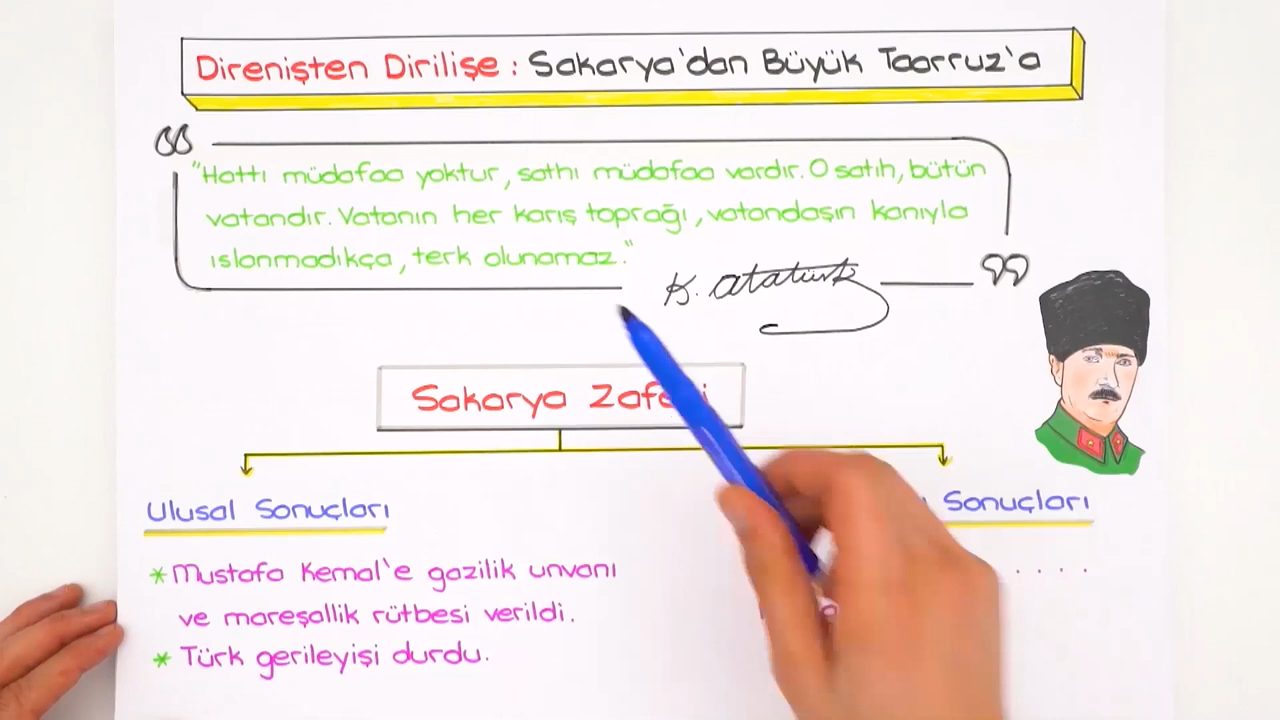 Direnişten Dirilişe : Sakarya'dan Büyük Taarruz'a
"Hattı müdafaa yoktur, sathı müdafaa vardır. O satıh, bütün
vatandır. Vatanın her karış toprağı, vatandaşın kanıyla
ıslanmadıkça, terk olunamaz."
K. Atatürk
Sakarya
Ulusal Sonuçları
Sonuçları
* Mustafa Kemal'e gazilik unvanı
ve mareşallik rütbesi verildi.
* Türk gerileyişi durdu.